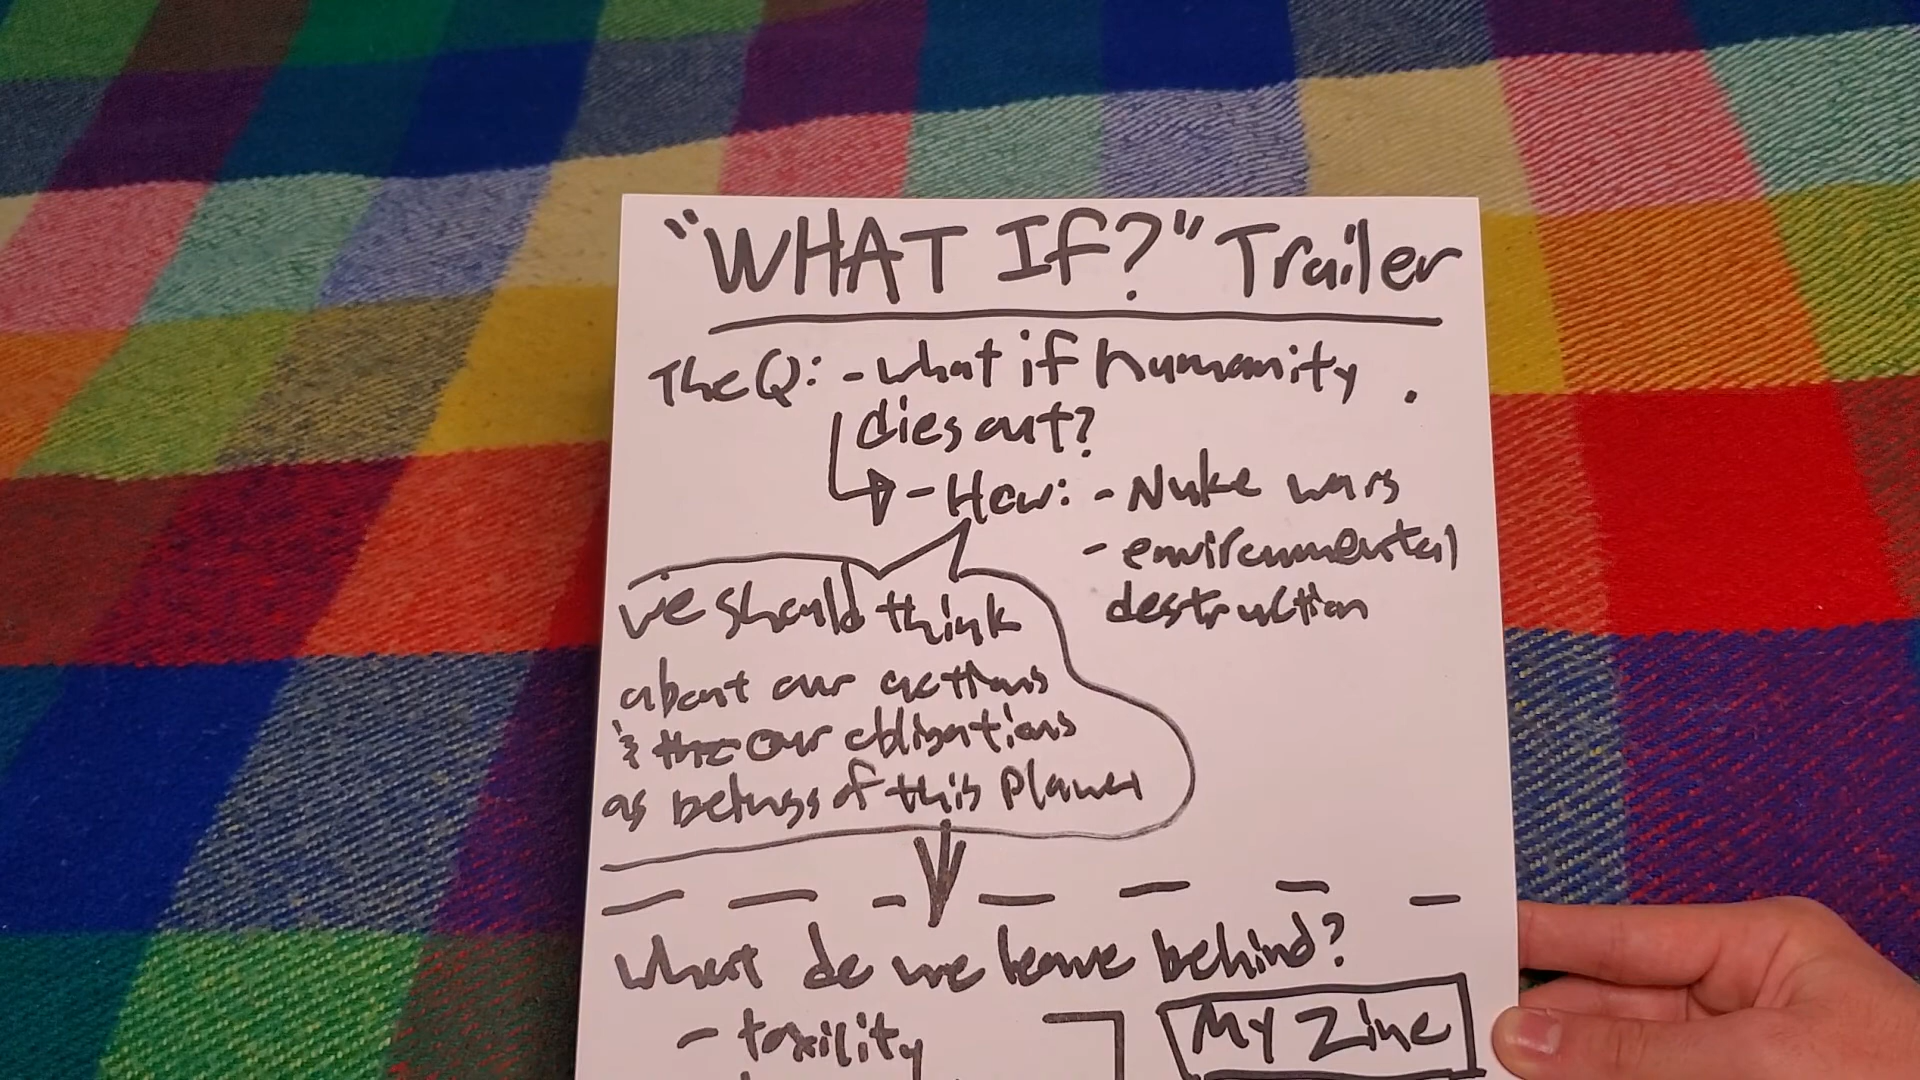 "WHAT IF?" Trailer
The Q: - what if humanity
dies out?
- How: - Nuke wars
- environmental
destruction
we should think
about our actions
& the our obligations
as beings of this planet
What do we leave behind?
- toxicity
My Zine